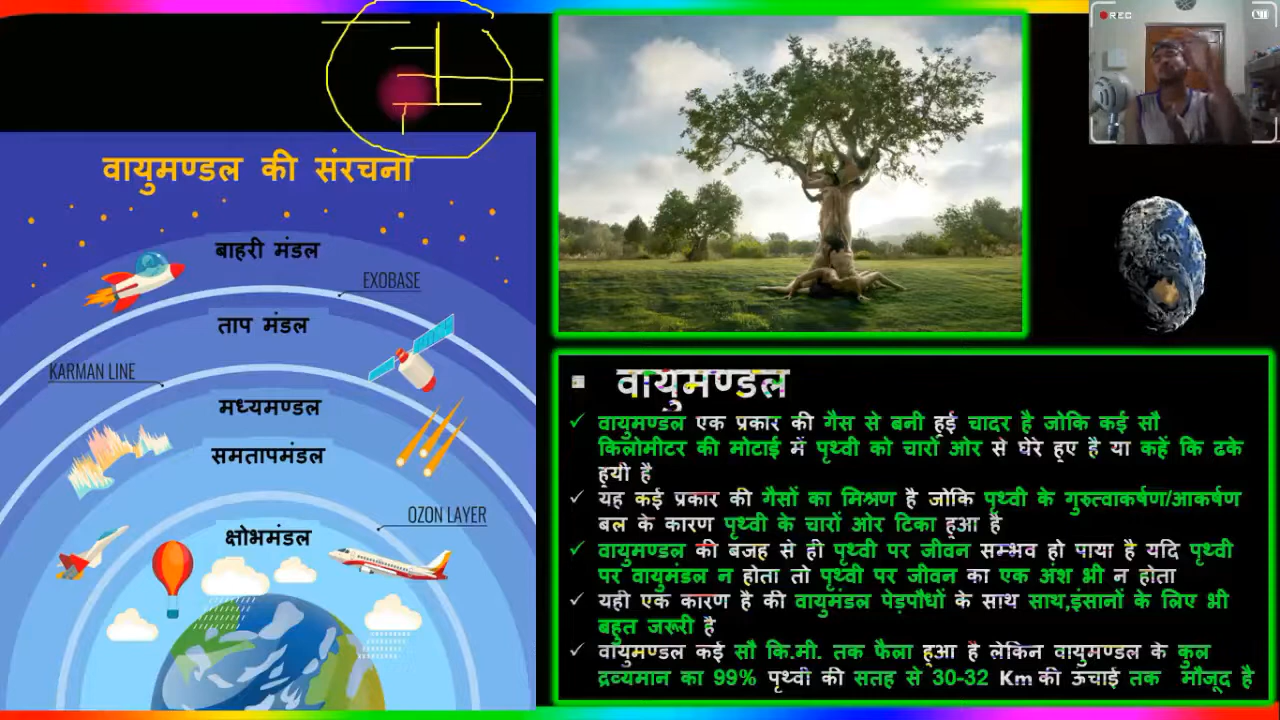 वायुमण्डल की संरचना
बाहरी मंडल
EXOBASE
ताप मंडल
KARMAN LINE
मध्यमण्डल
समतापमंडल
OZON LAYER
क्षोभमंडल
REC
वायुमण्डल
वायुमण्डल एक प्रकार की गैस से बनी हुई चादर है जोकि कई सौ
किलोमीटर की मोटाई में पृथ्वी को चारों ओर से घेरे हुए है या कहें कि ढके
हुयी है
यह कई प्रकार की गैसों का मिश्रण है जोकि पृथ्वी के गुरुत्वाकर्षण/आकर्षण
बल के कारण पृथ्वी के चारों ओर टिका हुआ है
वायुमण्डल की बजह से ही पृथ्वी पर जीवन सम्भव हो पाया है यदि पृथ्वी
पर वायुमंडल न होता तो पृथ्वी पर जीवन का एक अंश भी न होता
यही एक कारण है की वायुमंडल पेड़पौधों के साथ साथ,इंसानों के लिए भी
बहुत जरूरी है
वायुमण्डल कई सौ कि.मी. तक फैला हुआ है लेकिन वायुमण्डल के कुल
द्रव्यमान का 99% पृथ्वी की सतह से 30-32 Km की ऊंचाई तक मौजूद है